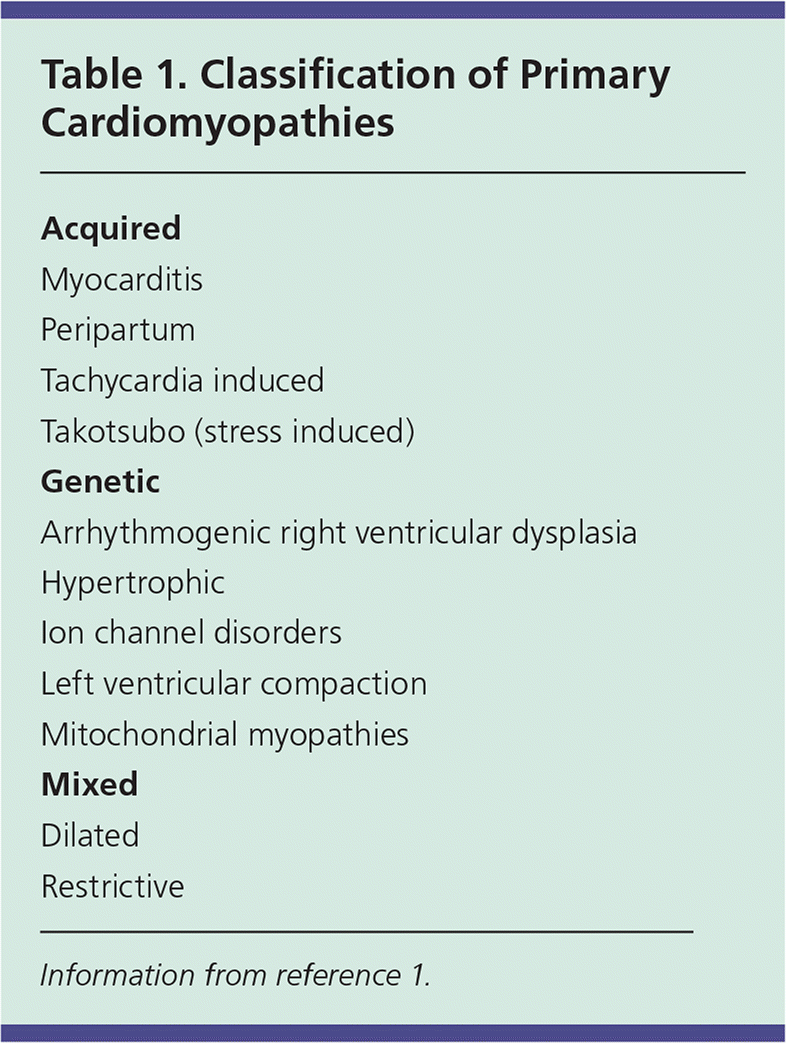 Table 1. Classification of Primary
Cardiomyopathies
Acquired
Myocarditis
Peripartum
Tachycardia induced
Takotsubo (stress induced)
Genetic
Arrhythmogenic right ventricular dysplasia
Hypertrophic
Ion channel disorders
Left ventricular compaction
Mitochondrial myopathies
Mixed
Dilated
Restrictive
Information from reference 1.